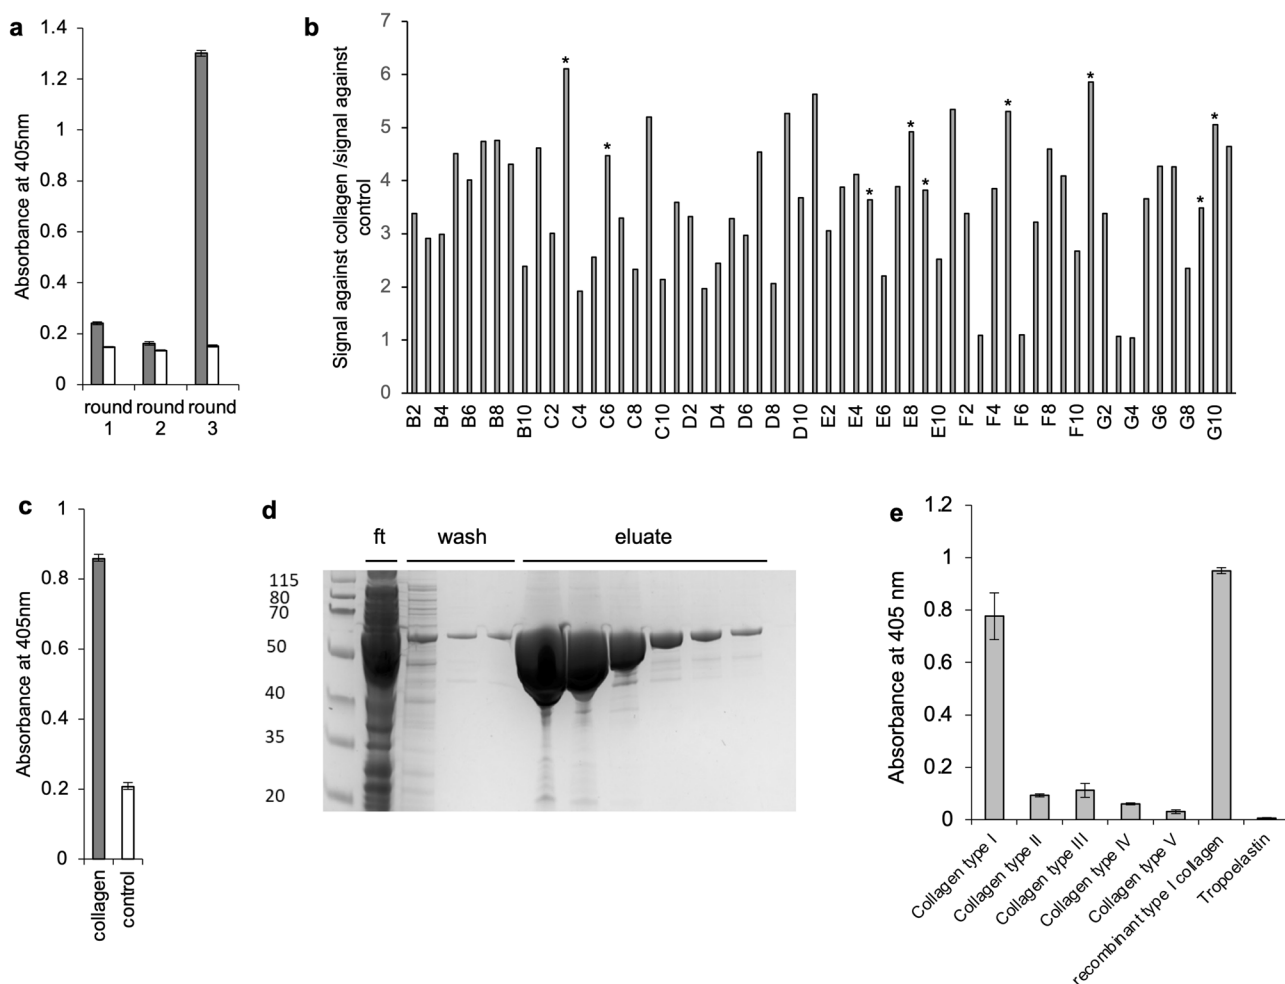 a
1.4
1.2
1
0.8
0.6
0.4
0.2
0
Absorbance at 405nm
round round round
1 2 3
b
7
6
5
4
3
2
1
0
Signal against collagen /signal against
control
* * * * * * * * * *
B2 B4 B6 B8 B10 C2 C4 C6 C8 C10 D2 D4 D6 D8 D10 E2 E4 E6 E8 E10 F2 F4 F6 F8 F10 G2 G4 G6 G8 G10
c
1
0.8
0.6
0.4
0.2
0
Absorbance at 405nm
collagen
control
d
ft wash eluate
115
80
70
50
40
35
20
e
1.2
1
0.8
0.6
0.4
0.2
0
Absorbance at 405 nm
Collagen type I
Collagen type II
Collagen type III
Collagen type IV
Collagen type V
recombinant type I collagen
Tropoelastin